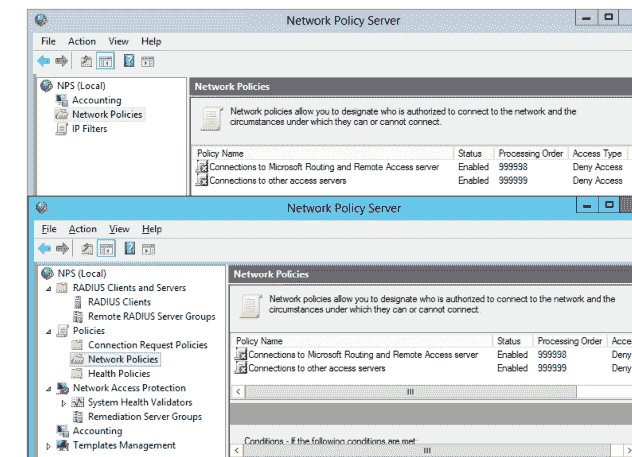 Network Policy Server
File Action View Help
NPS (Local)
Accounting
Network Policies
IP Filters
Network Policies
Network policies allow you to designate who is authorized to connect to the network and the
circumstances under which they can or cannot connect.
Policy Name Status Processing Order Access Type
Connections to Microsoft Routing and Remote Access server Enabled 999998 Deny Access
Connections to other access servers Enabled 999999 Deny Access
Network Policy Server
File Action View Help
NPS (Local)
RADIUS Clients and Servers
RADIUS Clients
Remote RADIUS Server Groups
Policies
Connection Request Policies
Network Policies
Health Policies
Network Access Protection
System Health Validators
Remediation Server Groups
Accounting
Templates Management
Network Policies
Network policies allow you to designate who is authorized to connect to the network and the
circumstances under which they can or cannot connect.
Policy Name Status Processing Order Acce
Connections to Microsoft Routing and Remote Access server Enabled 999998 Deny
Connections to other access servers Enabled 999999 Deny
Conditions - If the following conditions are met: